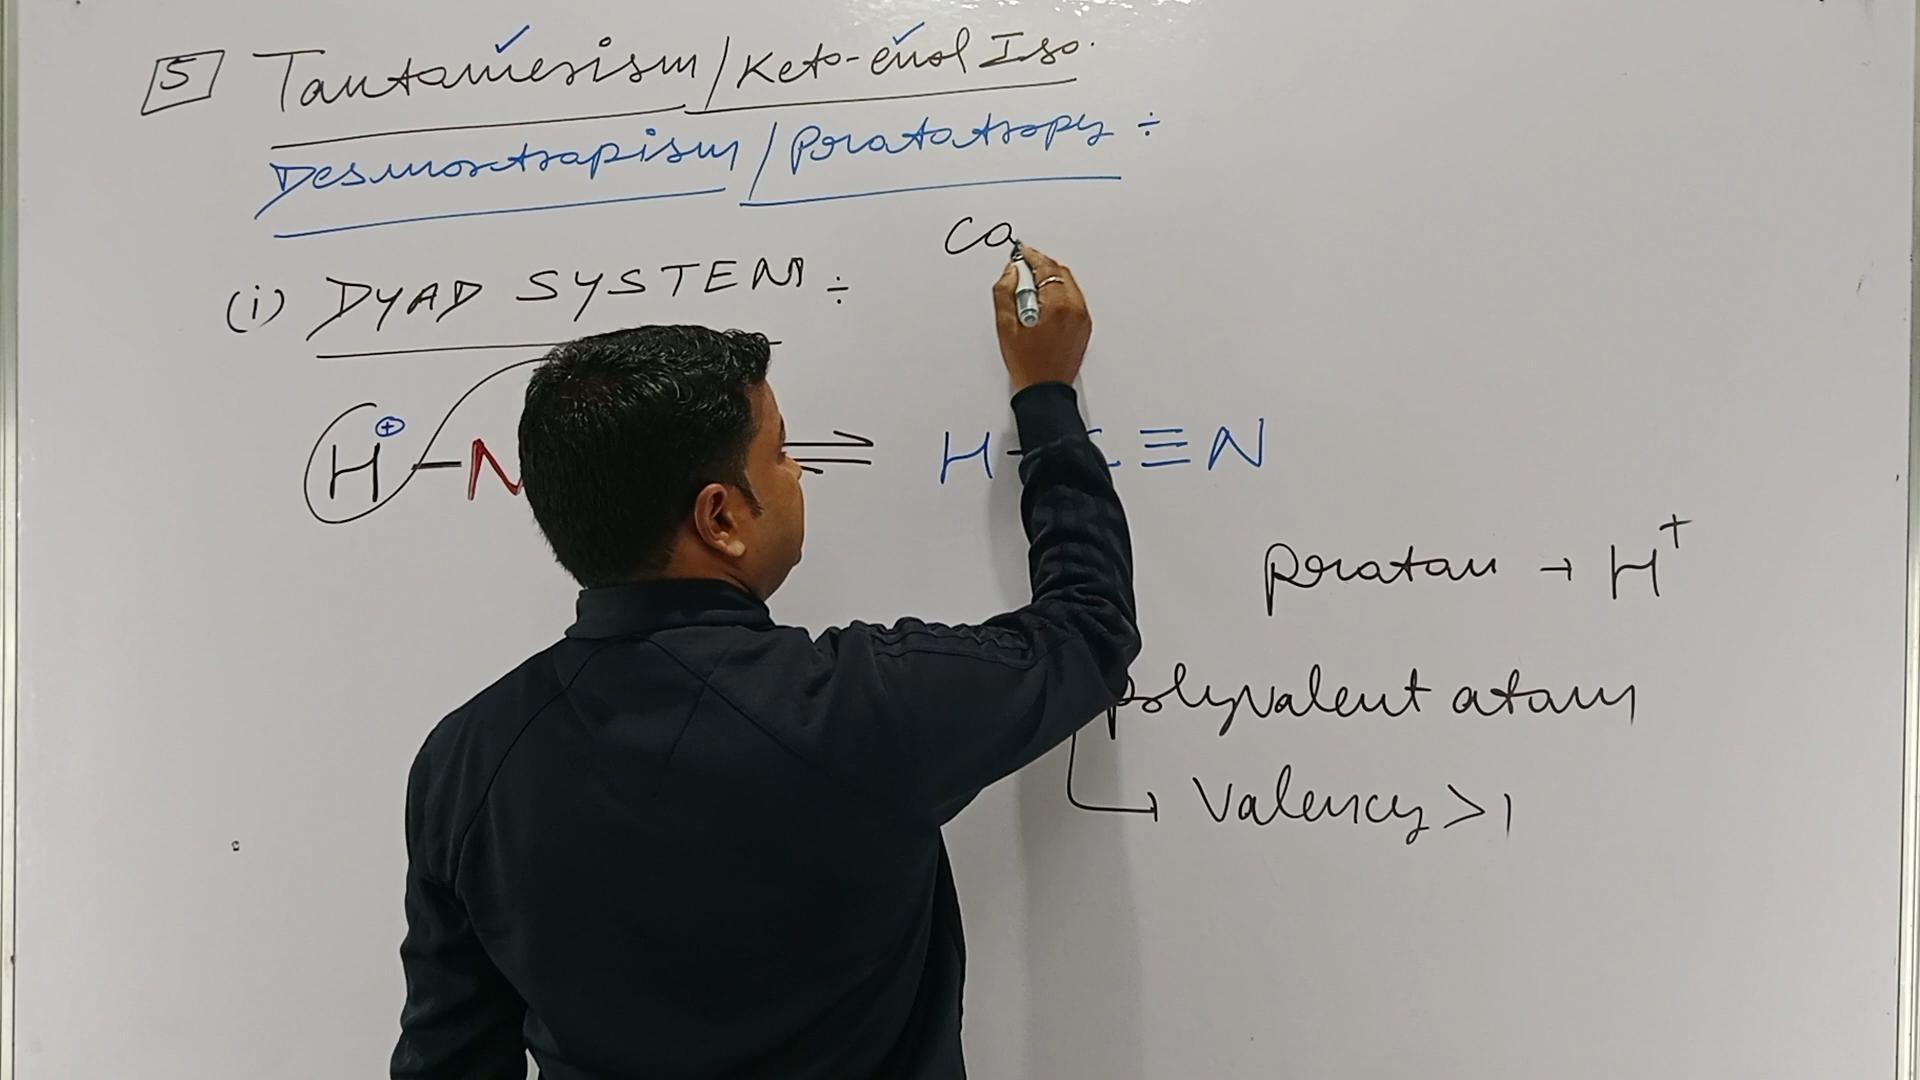 5 Tautomerism / Keto-enol Iso.
Desmotropism / Prototropy ÷
(i) DYAD SYSTEM ÷
Ca
H⊕ - N ⇌ H - C ≡ N
Proton → H+
polyvalent atom
→ Valency > 1